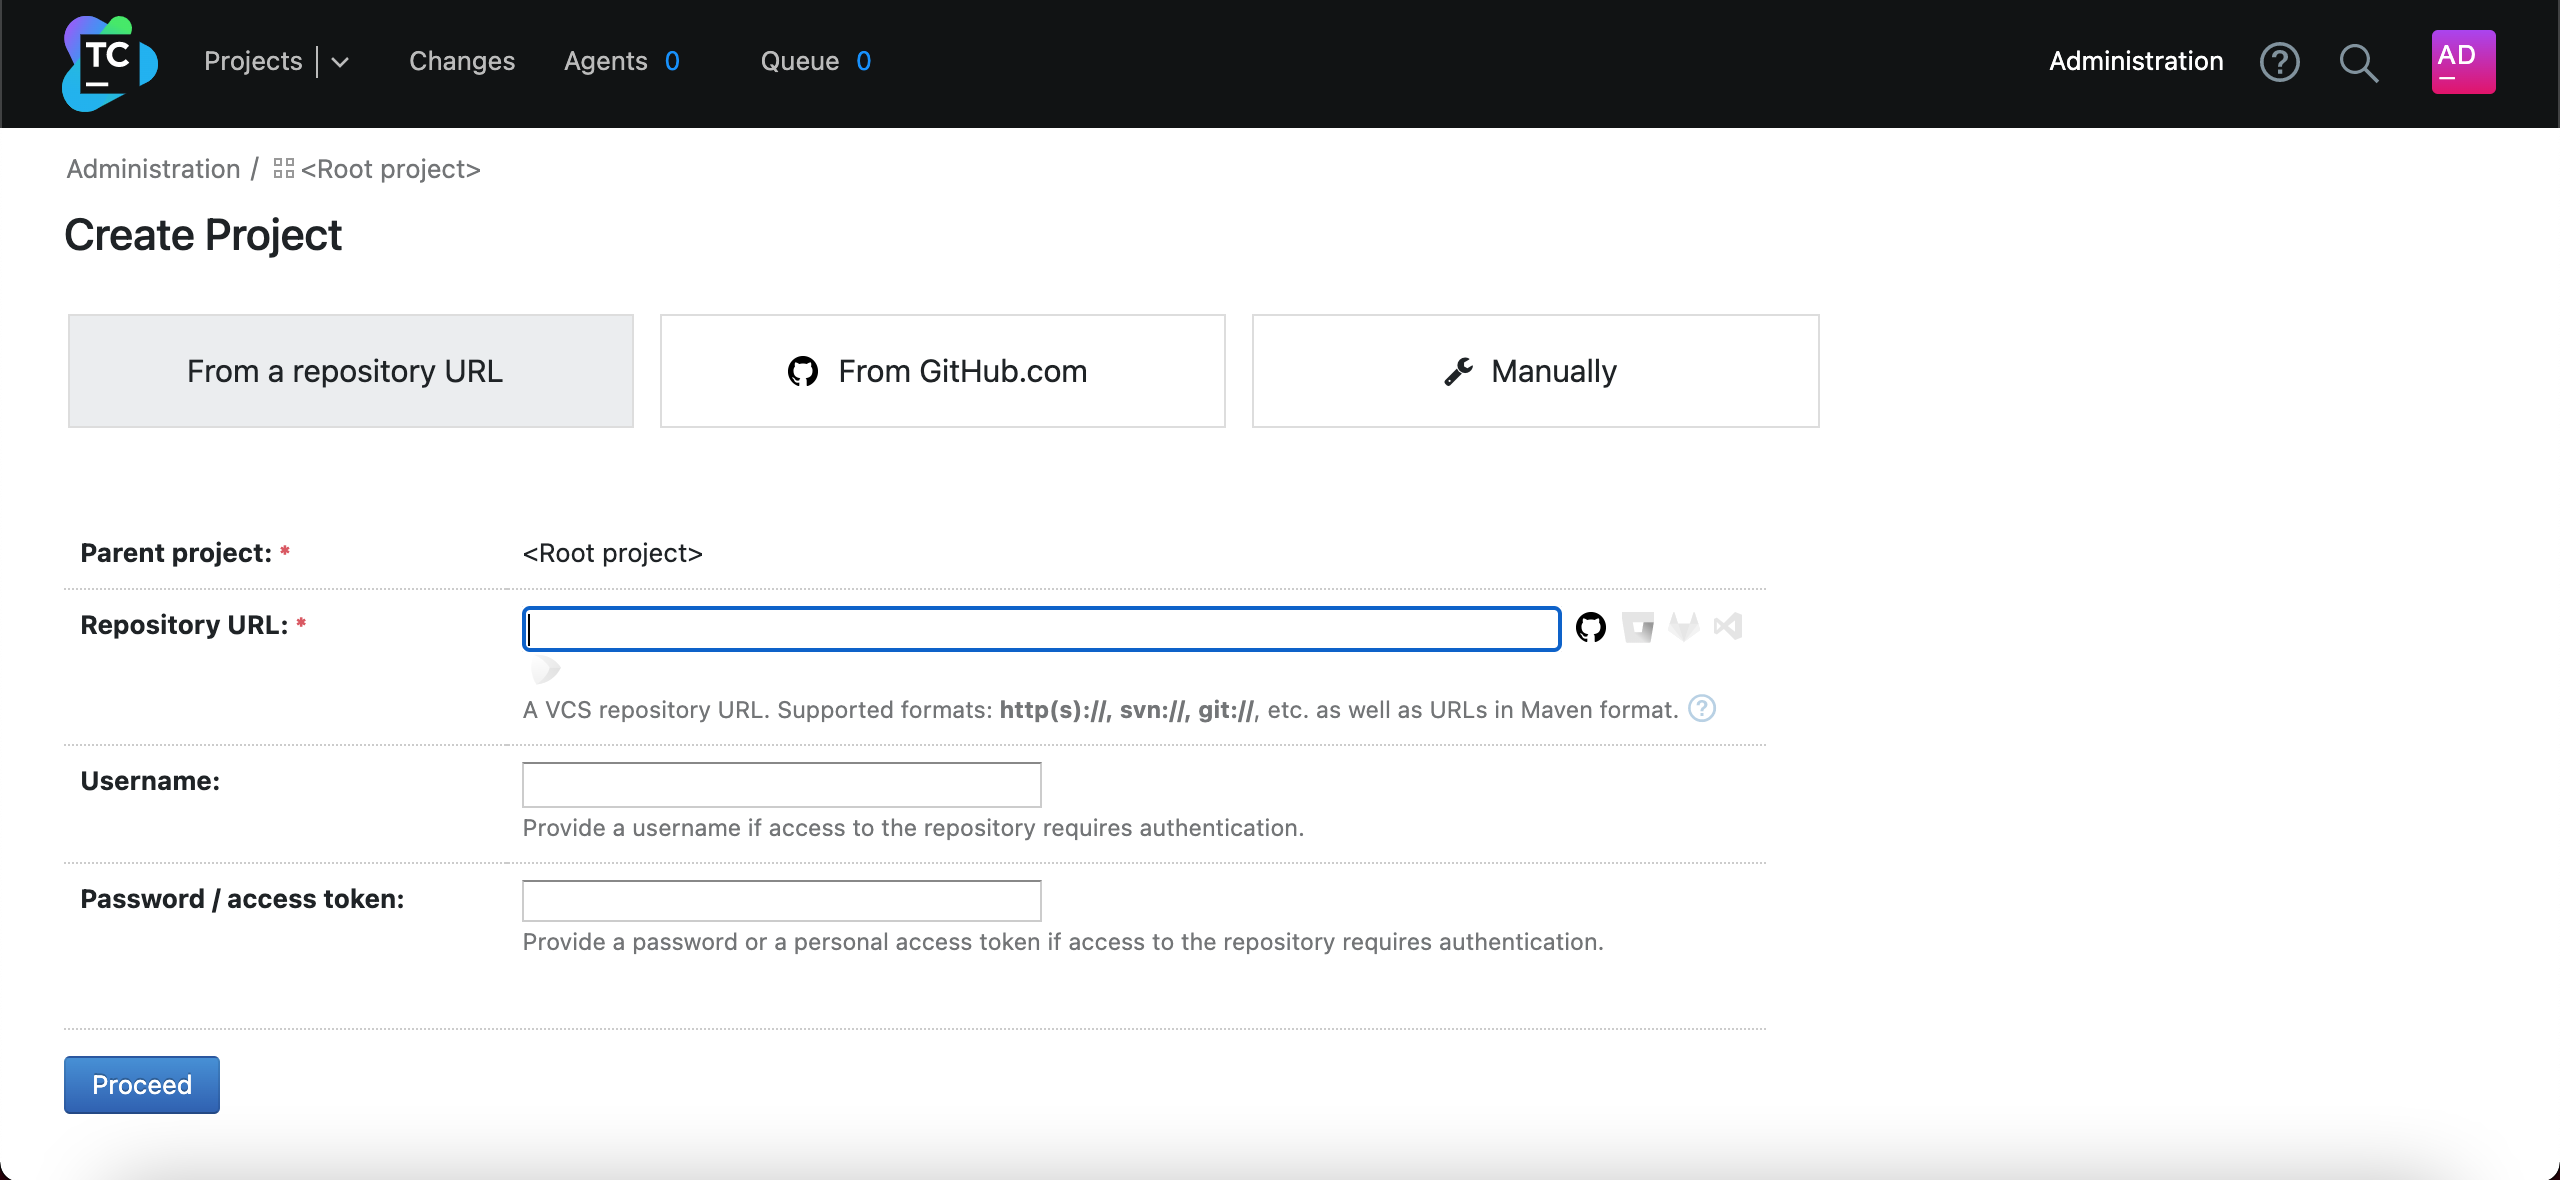 TC Projects Changes Agents 0 Queue 0 Administration ? AD
Administration / <Root project>
Create Project
From a repository URL From GitHub.com Manually
Parent project: * <Root project>
Repository URL: *
A VCS repository URL. Supported formats: http(s)://, svn://, git://, etc. as well as URLs in Maven format. ?
Username:
Provide a username if access to the repository requires authentication.
Password / access token:
Provide a password or a personal access token if access to the repository requires authentication.
Proceed